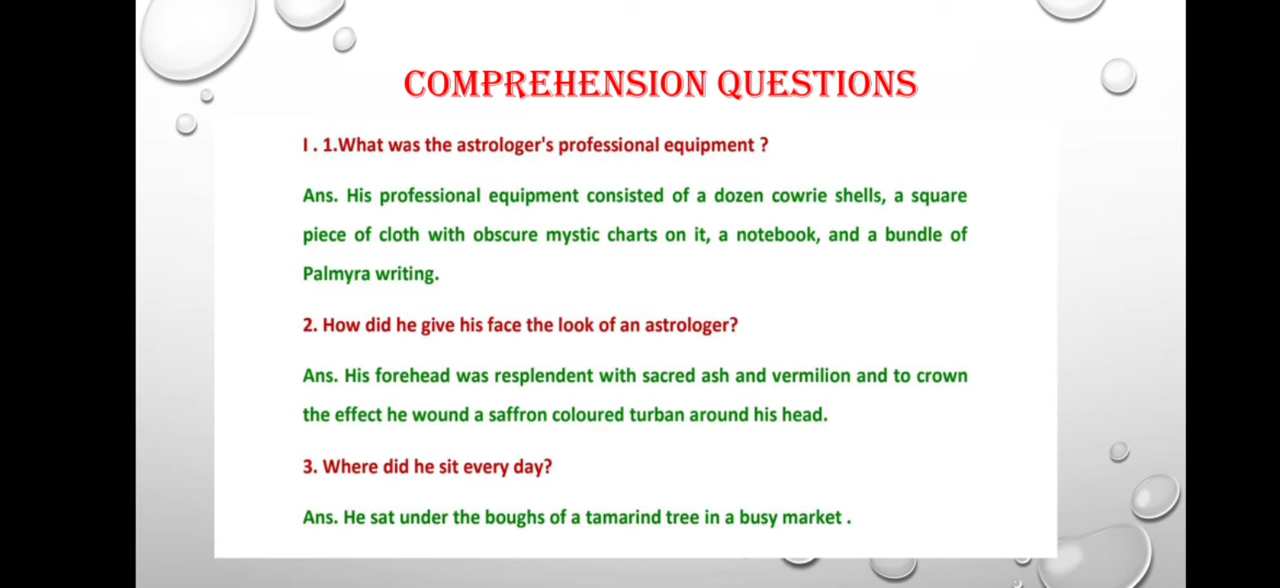 COMPREHENSION QUESTIONS
I . 1.What was the astrologer's professional equipment ?
Ans. His professional equipment consisted of a dozen cowrie shells, a square
piece of cloth with obscure mystic charts on it, a notebook, and a bundle of
Palmyra writing.
2. How did he give his face the look of an astrologer?
Ans. His forehead was resplendent with sacred ash and vermilion and to crown
the effect he wound a saffron coloured turban around his head.
3. Where did he sit every day?
Ans. He sat under the boughs of a tamarind tree in a busy market .